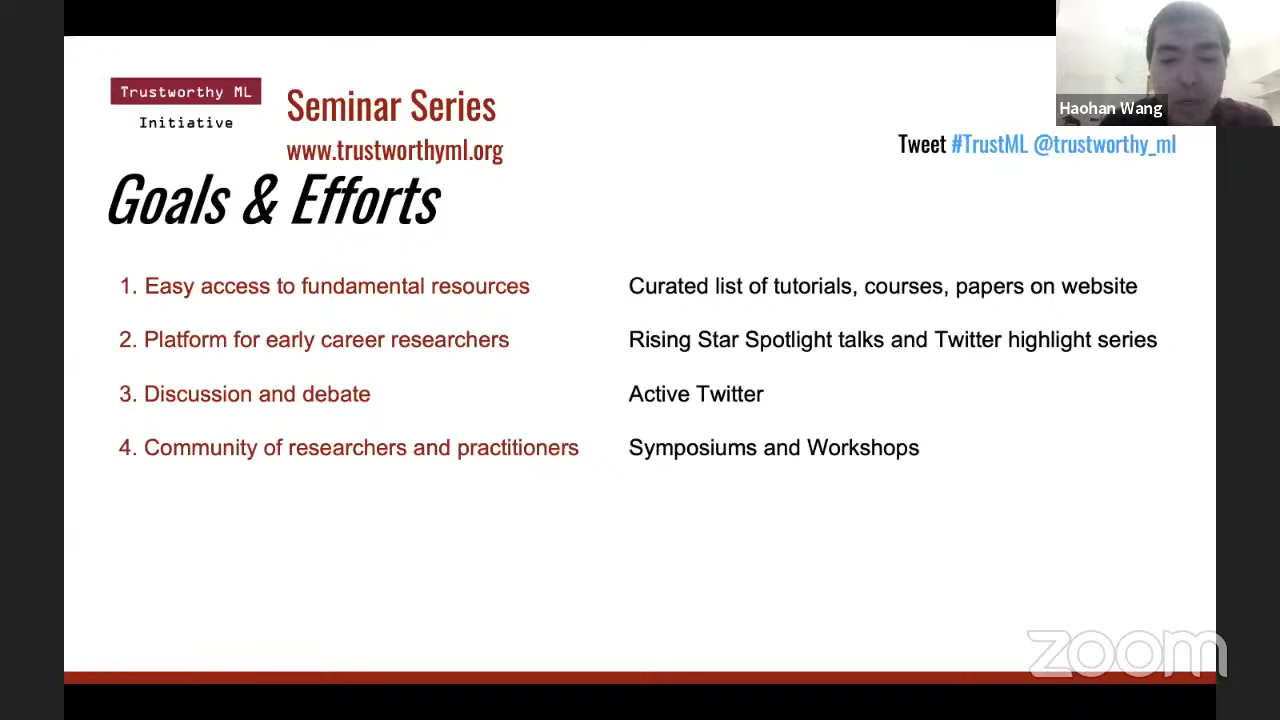 Trustworthy ML
Initiative
Seminar Series
www.trustworthyml.org
Haohan Wang
Tweet #TrustML @trustworthy_ml
Goals & Efforts
1. Easy access to fundamental resources
Curated list of tutorials, courses, papers on website
2. Platform for early career researchers
Rising Star Spotlight talks and Twitter highlight series
3. Discussion and debate
Active Twitter
4. Community of researchers and practitioners
Symposiums and Workshops
zoom